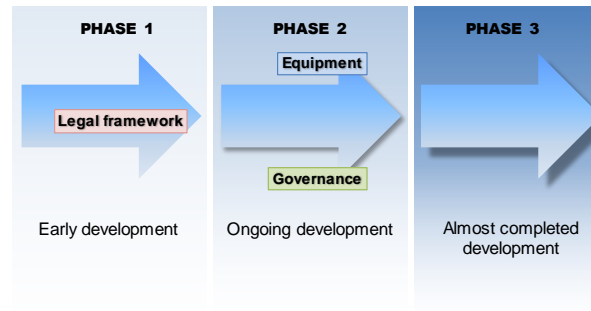 PHASE 1
Legal framework
Early development
PHASE 2
Equipment
Governance
Ongoing development
PHASE 3
Almost completed
development